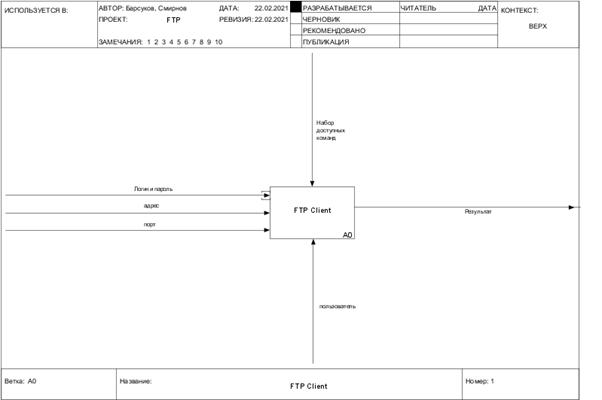 ИСПОЛЬЗУЕТСЯ В:
АВТОР: Барсуков, Смирнов
ДАТА: 22.02.2021
РАЗРАБАТЫВАЕТСЯ
ЧИТАТЕЛЬ
ДАТА
КОНТЕКСТ:
ПРОЕКТ: FTP
РЕВИЗИЯ: 22.02.2021
ЧЕРНОВИК
ВЕРХ
РЕКОМЕНДОВАНО
ЗАМЕЧАНИЯ: 1 2 3 4 5 6 7 8 9 10
ПУБЛИКАЦИЯ
Набор
доступных
команд
Логин и пароль
адрес
порт
FTP Client
A0
Результат
пользователь
Ветка: A0
Название:
FTP Client
Номер: 1